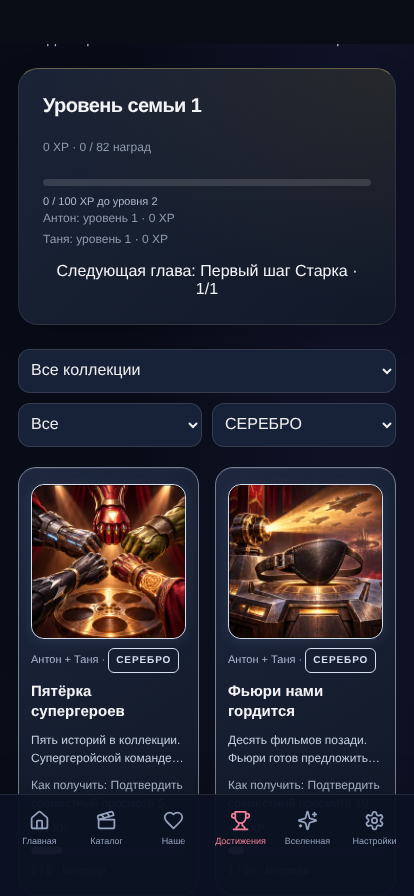 Уровень семьи 1
0 XP · 0 / 82 наград
0 / 100 XP до уровня 2
Антон: уровень 1 · 0 XP
Таня: уровень 1 · 0 XP
Следующая глава: Первый шаг Старка ·
1/1
Все коллекции
Все
СЕРЕБРО
Антон + Таня ·
СЕРЕБРО
Пятёрка
супергероев
Пять историй в коллекции.
Супергеройской команде…
Как получить: Подтвердить
Антон + Таня ·
СЕРЕБРО
Фьюри нами
гордится
Десять фильмов позади.
Фьюри готов предложить…
Как получить: Подтвердить
Главная
Каталог
Наше
Достижения
Вселенная
Настройки